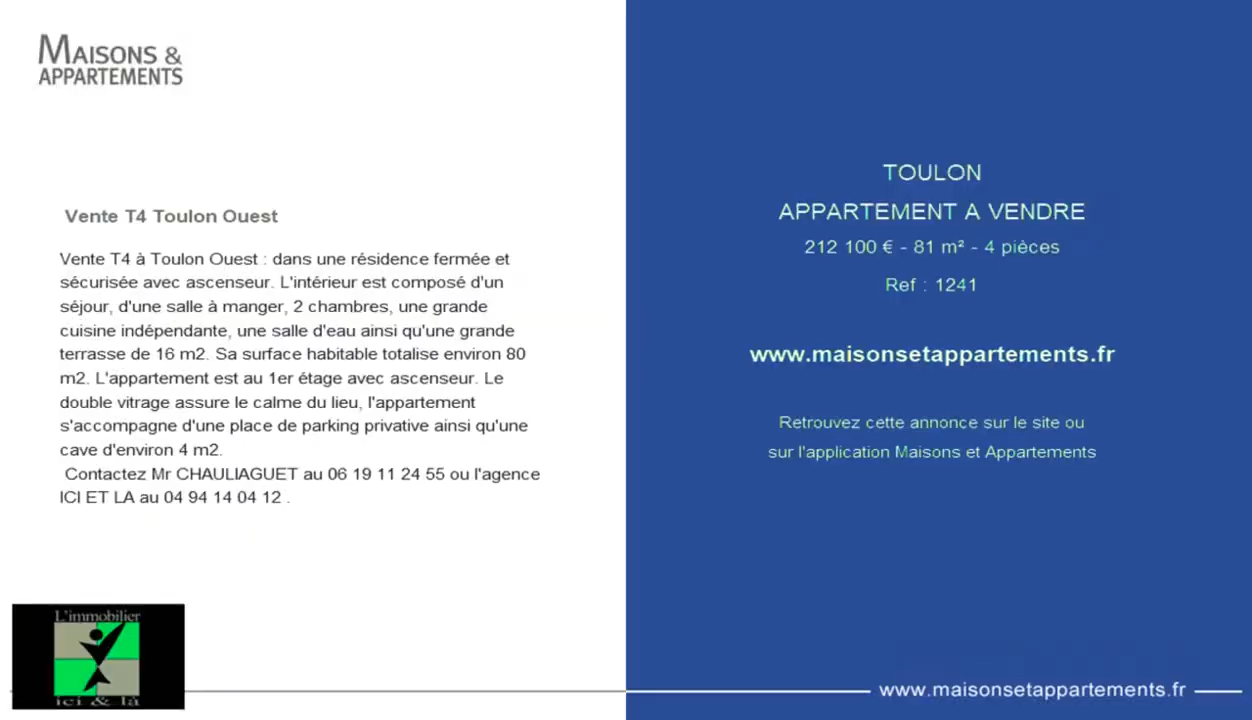 MAISONS &
APPARTEMENTS
Vente T4 Toulon Ouest
Vente T4 à Toulon Ouest : dans une résidence fermée et
sécurisée avec ascenseur. L'intérieur est composé d'un
séjour, d'une salle à manger, 2 chambres, une grande
cuisine indépendante, une salle d'eau ainsi qu'une grande
terrasse de 16 m2. Sa surface habitable totalise environ 80
m2. L'appartement est au 1er étage avec ascenseur. Le
double vitrage assure le calme du lieu, l'appartement
s'accompagne d'une place de parking privative ainsi qu'une
cave d'environ 4 m2.
Contactez Mr CHAULIAGUET au 06 19 11 24 55 ou l'agence
ICI ET LA au 04 94 14 04 12 .
L'immobilier
ici & là
TOULON
APPARTEMENT A VENDRE
212 100 € - 81 m² - 4 pièces
Ref : 1241
www.maisonsetappartements.fr
Retrouvez cette annonce sur le site ou
sur l'application Maisons et Appartements
www.maisonsetappartements.fr